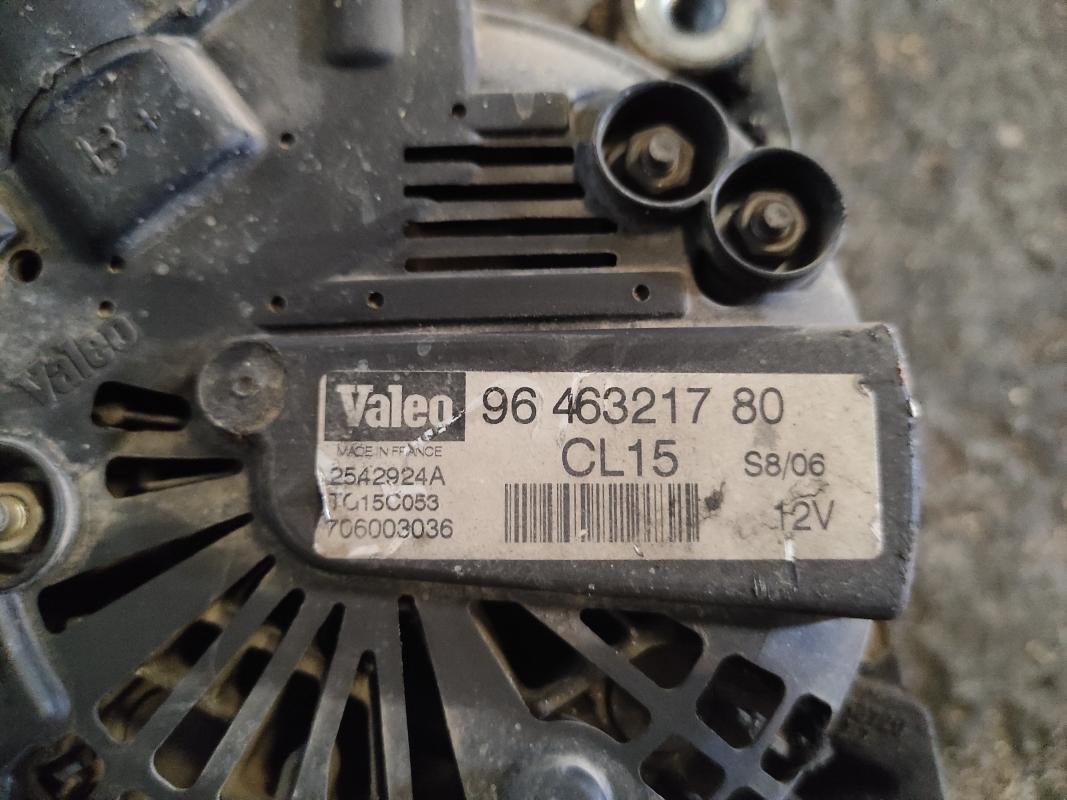 B+
Valeo
Valeo 96 463217 80
MADE IN FRANCE
CL15
S8/06
2542924A
TG15C053
706003036
12V